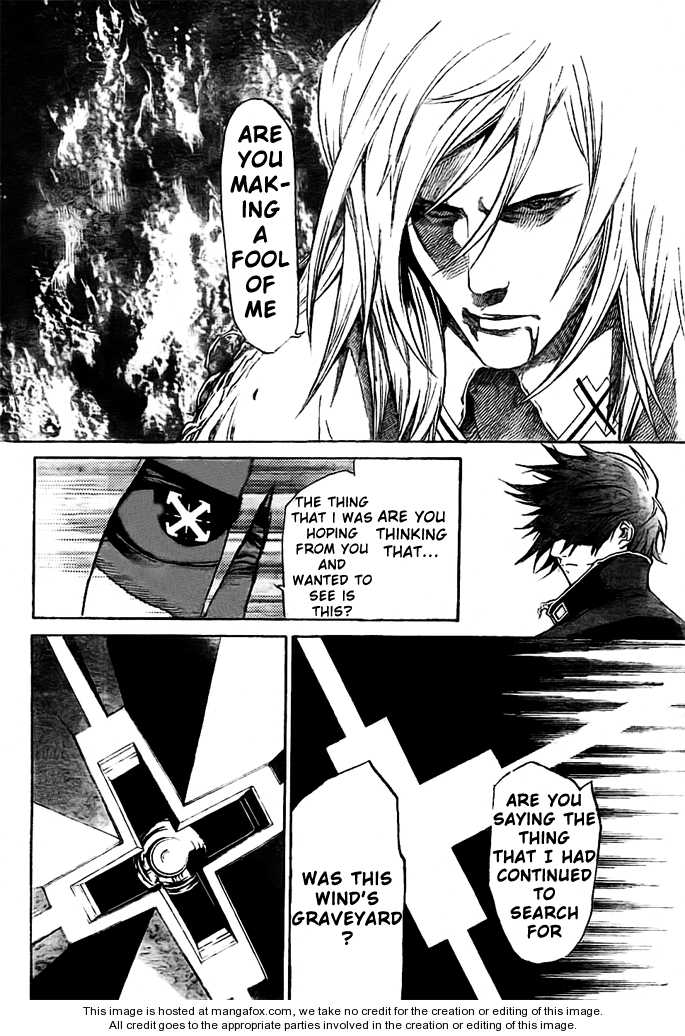 ARE
YOU
MAK-
ING
A
FOOL
OF
ME
ARE YOU
THINKING
THAT...
THE THING
THAT I WAS
HOPING
FROM YOU
AND
WANTED TO
SEE IS
THIS?
ARE YOU
SAYING THE
THING
THAT I HAD
CONTINUED
TO
SEARCH
FOR
WAS THIS
WIND'S
GRAVEYARD
?
This image is hosted at mangafox.com, we take no credit for the creation or editing of this image.
All credit goes to the appropriate parties involved in the creation or editing of this image.